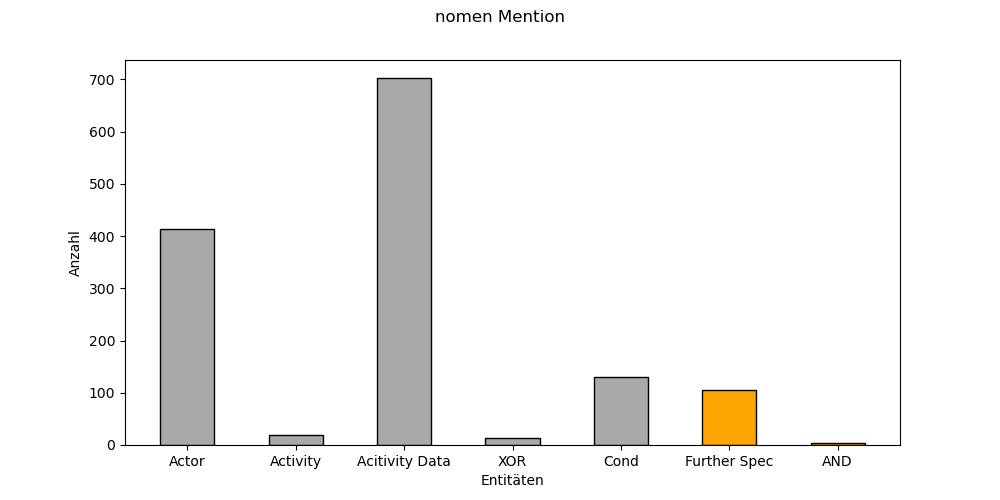 nomen Mention
700
600
500
400
300
200
100
0
Anzahl
Actor Activity Acitivity Data XOR Cond Further Spec AND
Entitäten